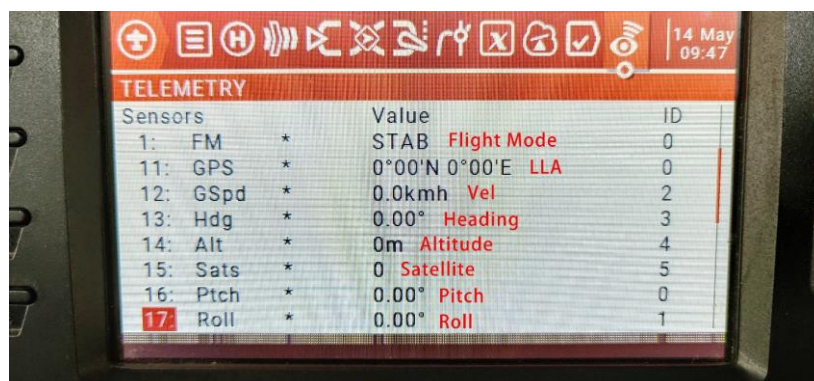 14 May
09:47
TELEMETRY
Sensors Value ID
1: FM * STAB Flight Mode 0
11: GPS * 0°00'N 0°00'E LLA 0
12: GSpd * 0.0kmh Vel 2
13: Hdg * 0.00° Heading 3
14: Alt * 0m Altitude 4
15: Sats * 0 Satellite 5
16: Ptch * 0.00° Pitch 0
17: Roll * 0.00° Roll 1